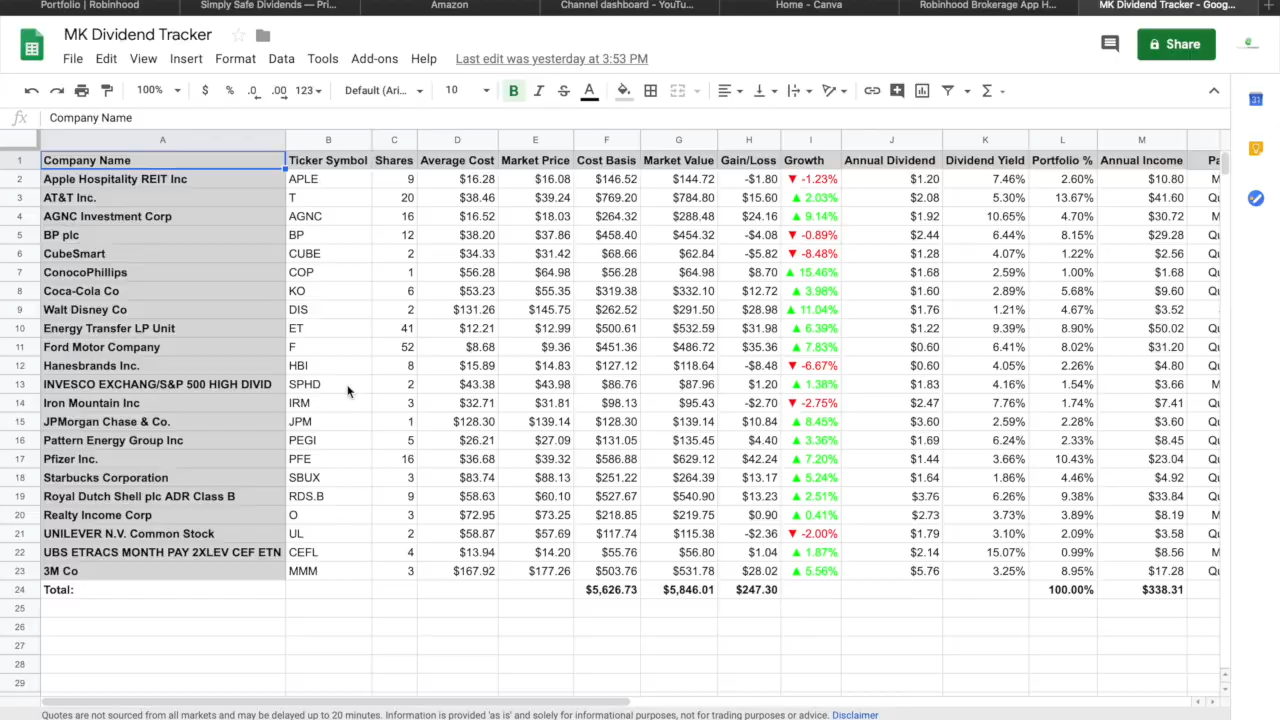 Portfolio | Robinhood Simply Safe Dividends — Pri... Amazon Channel dashboard - YouTu... Home - Canva Robinhood Brokerage App H... MK Dividend Tracker - Goog...
MK Dividend Tracker
File Edit View Insert Format Data Tools Add-ons Help Last edit was yesterday at 3:53 PM Share
100% $ % .0 .00 123 Default (Ari... 10 B I S A Σ
31
fx Company Name
A B C D E F G H I J K L M
1 Company Name Ticker Symbol Shares Average Cost Market Price Cost Basis Market Value Gain/Loss Growth Annual Dividend Dividend Yield Portfolio % Annual Income Pa
2 Apple Hospitality REIT Inc APLE 9 $16.28 $16.08 $146.52 $144.72 -$1.80 ▼ -1.23% $1.20 7.46% 2.60% $10.80 M
3 AT&T Inc. T 20 $38.46 $39.24 $769.20 $784.80 $15.60 ▲ 2.03% $2.08 5.30% 13.67% $41.60 Qu
4 AGNC Investment Corp AGNC 16 $16.52 $18.03 $264.32 $288.48 $24.16 ▲ 9.14% $1.92 10.65% 4.70% $30.72 M
5 BP plc BP 12 $38.20 $37.86 $458.40 $454.32 -$4.08 ▼ -0.89% $2.44 6.44% 8.15% $29.28 Qu
6 CubeSmart CUBE 2 $34.33 $31.42 $68.66 $62.84 -$5.82 ▼ -8.48% $1.28 4.07% 1.22% $2.56 Qu
7 ConocoPhillips COP 1 $56.28 $64.98 $56.28 $64.98 $8.70 ▲ 15.46% $1.68 2.59% 1.00% $1.68 Qu
8 Coca-Cola Co KO 6 $53.23 $55.35 $319.38 $332.10 $12.72 ▲ 3.98% $1.60 2.89% 5.68% $9.60 Qu
9 Walt Disney Co DIS 2 $131.26 $145.75 $262.52 $291.50 $28.98 ▲ 11.04% $1.76 1.21% 4.67% $3.52
10 Energy Transfer LP Unit ET 41 $12.21 $12.99 $500.61 $532.59 $31.98 ▲ 6.39% $1.22 9.39% 8.90% $50.02 Qu
11 Ford Motor Company F 52 $8.68 $9.36 $451.36 $486.72 $35.36 ▲ 7.83% $0.60 6.41% 8.02% $31.20 Qu
12 Hanesbrands Inc. HBI 8 $15.89 $14.83 $127.12 $118.64 -$8.48 ▼ -6.67% $0.60 4.05% 2.26% $4.80 Qu
13 INVESCO EXCHANG/S&P 500 HIGH DIVID SPHD 2 $43.38 $43.98 $86.76 $87.96 $1.20 ▲ 1.38% $1.83 4.16% 1.54% $3.66 M
14 Iron Mountain Inc IRM 3 $32.71 $31.81 $98.13 $95.43 -$2.70 ▼ -2.75% $2.47 7.76% 1.74% $7.41 Qu
15 JPMorgan Chase & Co. JPM 1 $128.30 $139.14 $128.30 $139.14 $10.84 ▲ 8.45% $3.60 2.59% 2.28% $3.60 Qu
16 Pattern Energy Group Inc PEGI 5 $26.21 $27.09 $131.05 $135.45 $4.40 ▲ 3.36% $1.69 6.24% 2.33% $8.45 Qu
17 Pfizer Inc. PFE 16 $36.68 $39.32 $586.88 $629.12 $42.24 ▲ 7.20% $1.44 3.66% 10.43% $23.04 Qu
18 Starbucks Corporation SBUX 3 $83.74 $88.13 $251.22 $264.39 $13.17 ▲ 5.24% $1.64 1.86% 4.46% $4.92 Qu
19 Royal Dutch Shell plc ADR Class B RDS.B 9 $58.63 $60.10 $527.67 $540.90 $13.23 ▲ 2.51% $3.76 6.26% 9.38% $33.84 Qu
20 Realty Income Corp O 3 $72.95 $73.25 $218.85 $219.75 $0.90 ▲ 0.41% $2.73 3.73% 3.89% $8.19 M
21 UNILEVER N.V. Common Stock UL 2 $58.87 $57.69 $117.74 $115.38 -$2.36 ▼ -2.00% $1.79 3.10% 2.09% $3.58 Qu
22 UBS ETRACS MONTH PAY 2XLEV CEF ETN CEFL 4 $13.94 $14.20 $55.76 $56.80 $1.04 ▲ 1.87% $2.14 15.07% 0.99% $8.56 M
23 3M Co MMM 3 $167.92 $177.26 $503.76 $531.78 $28.02 ▲ 5.56% $5.76 3.25% 8.95% $17.28 Qu
24 Total: $5,626.73 $5,846.01 $247.30 100.00% $338.31
25
26
27
28
29
Quotes are not sourced from all markets and may be delayed up to 20 minutes. Information is provided 'as is' and solely for informational purposes, not for trading purposes or advice. Disclaimer